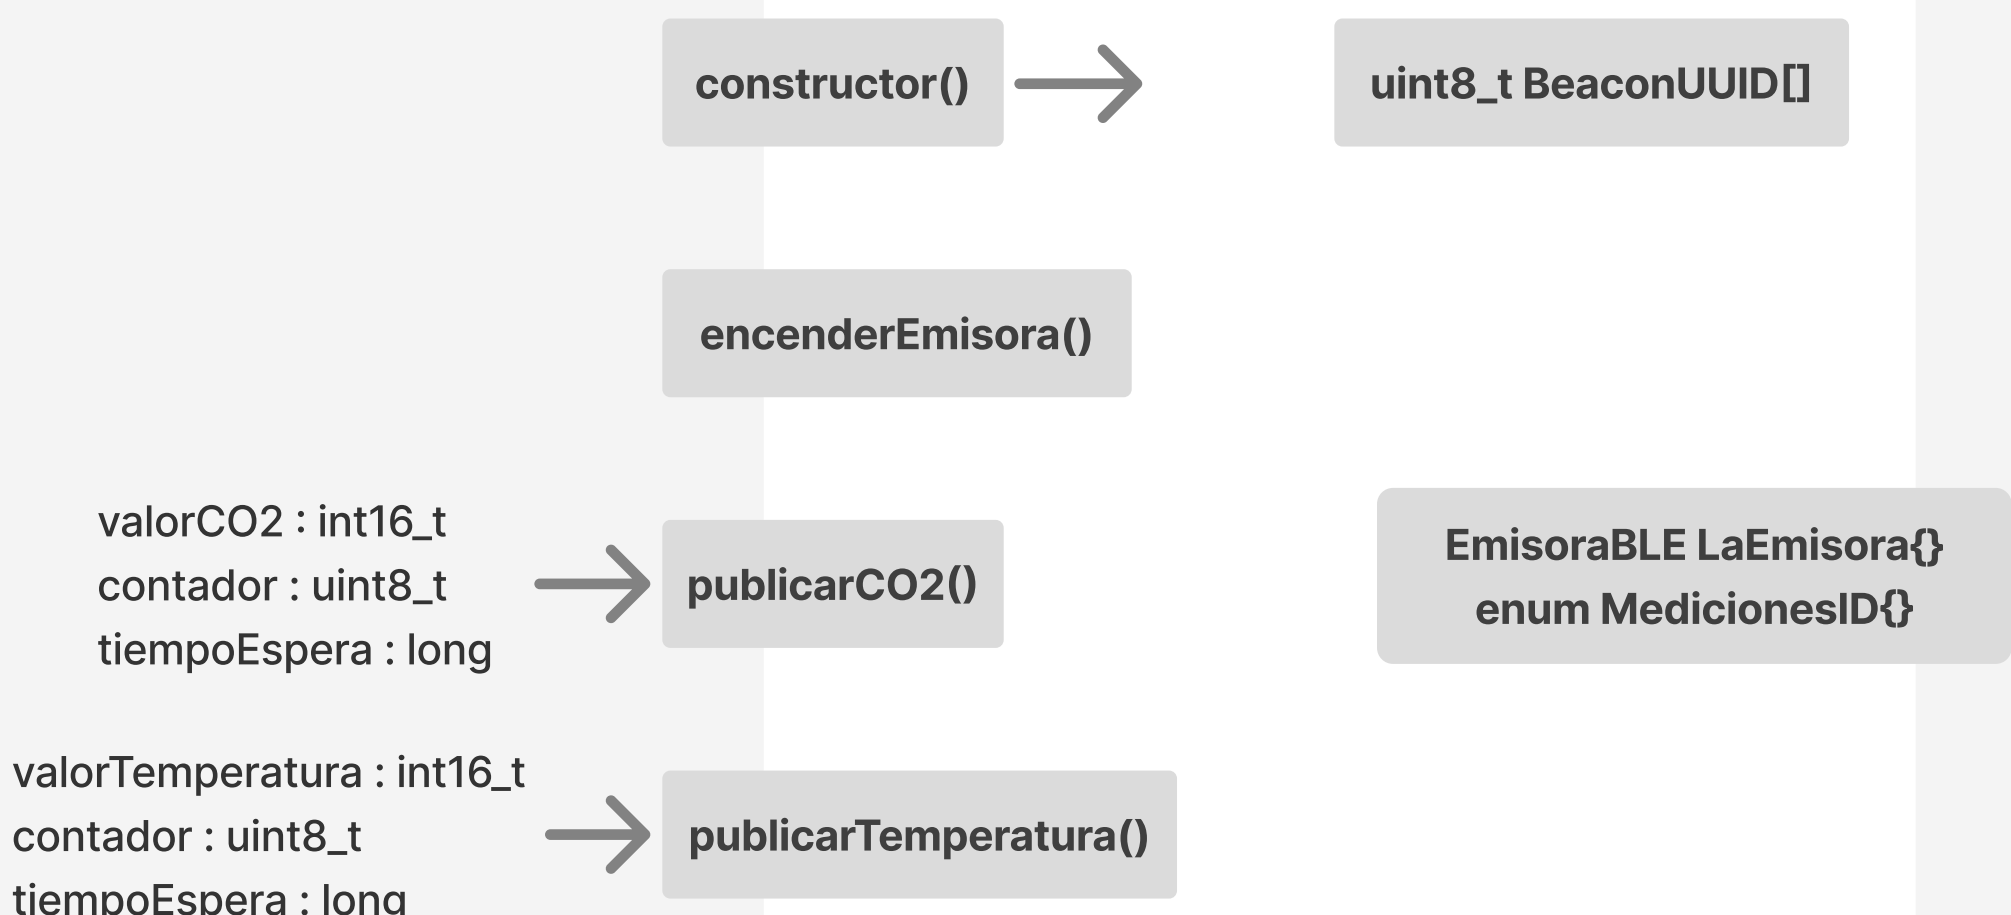 constructor()
uint8_t BeaconUUID[]
encenderEmisora()
valorCO2 : int16_t
contador : uint8_t
tiempoEspera : long
publicarCO2()
EmisoraBLE LaEmisora{}
enum MedicionesID{}
valorTemperatura : int16_t
contador : uint8_t
tiempoEspera : long
publicarTemperatura()